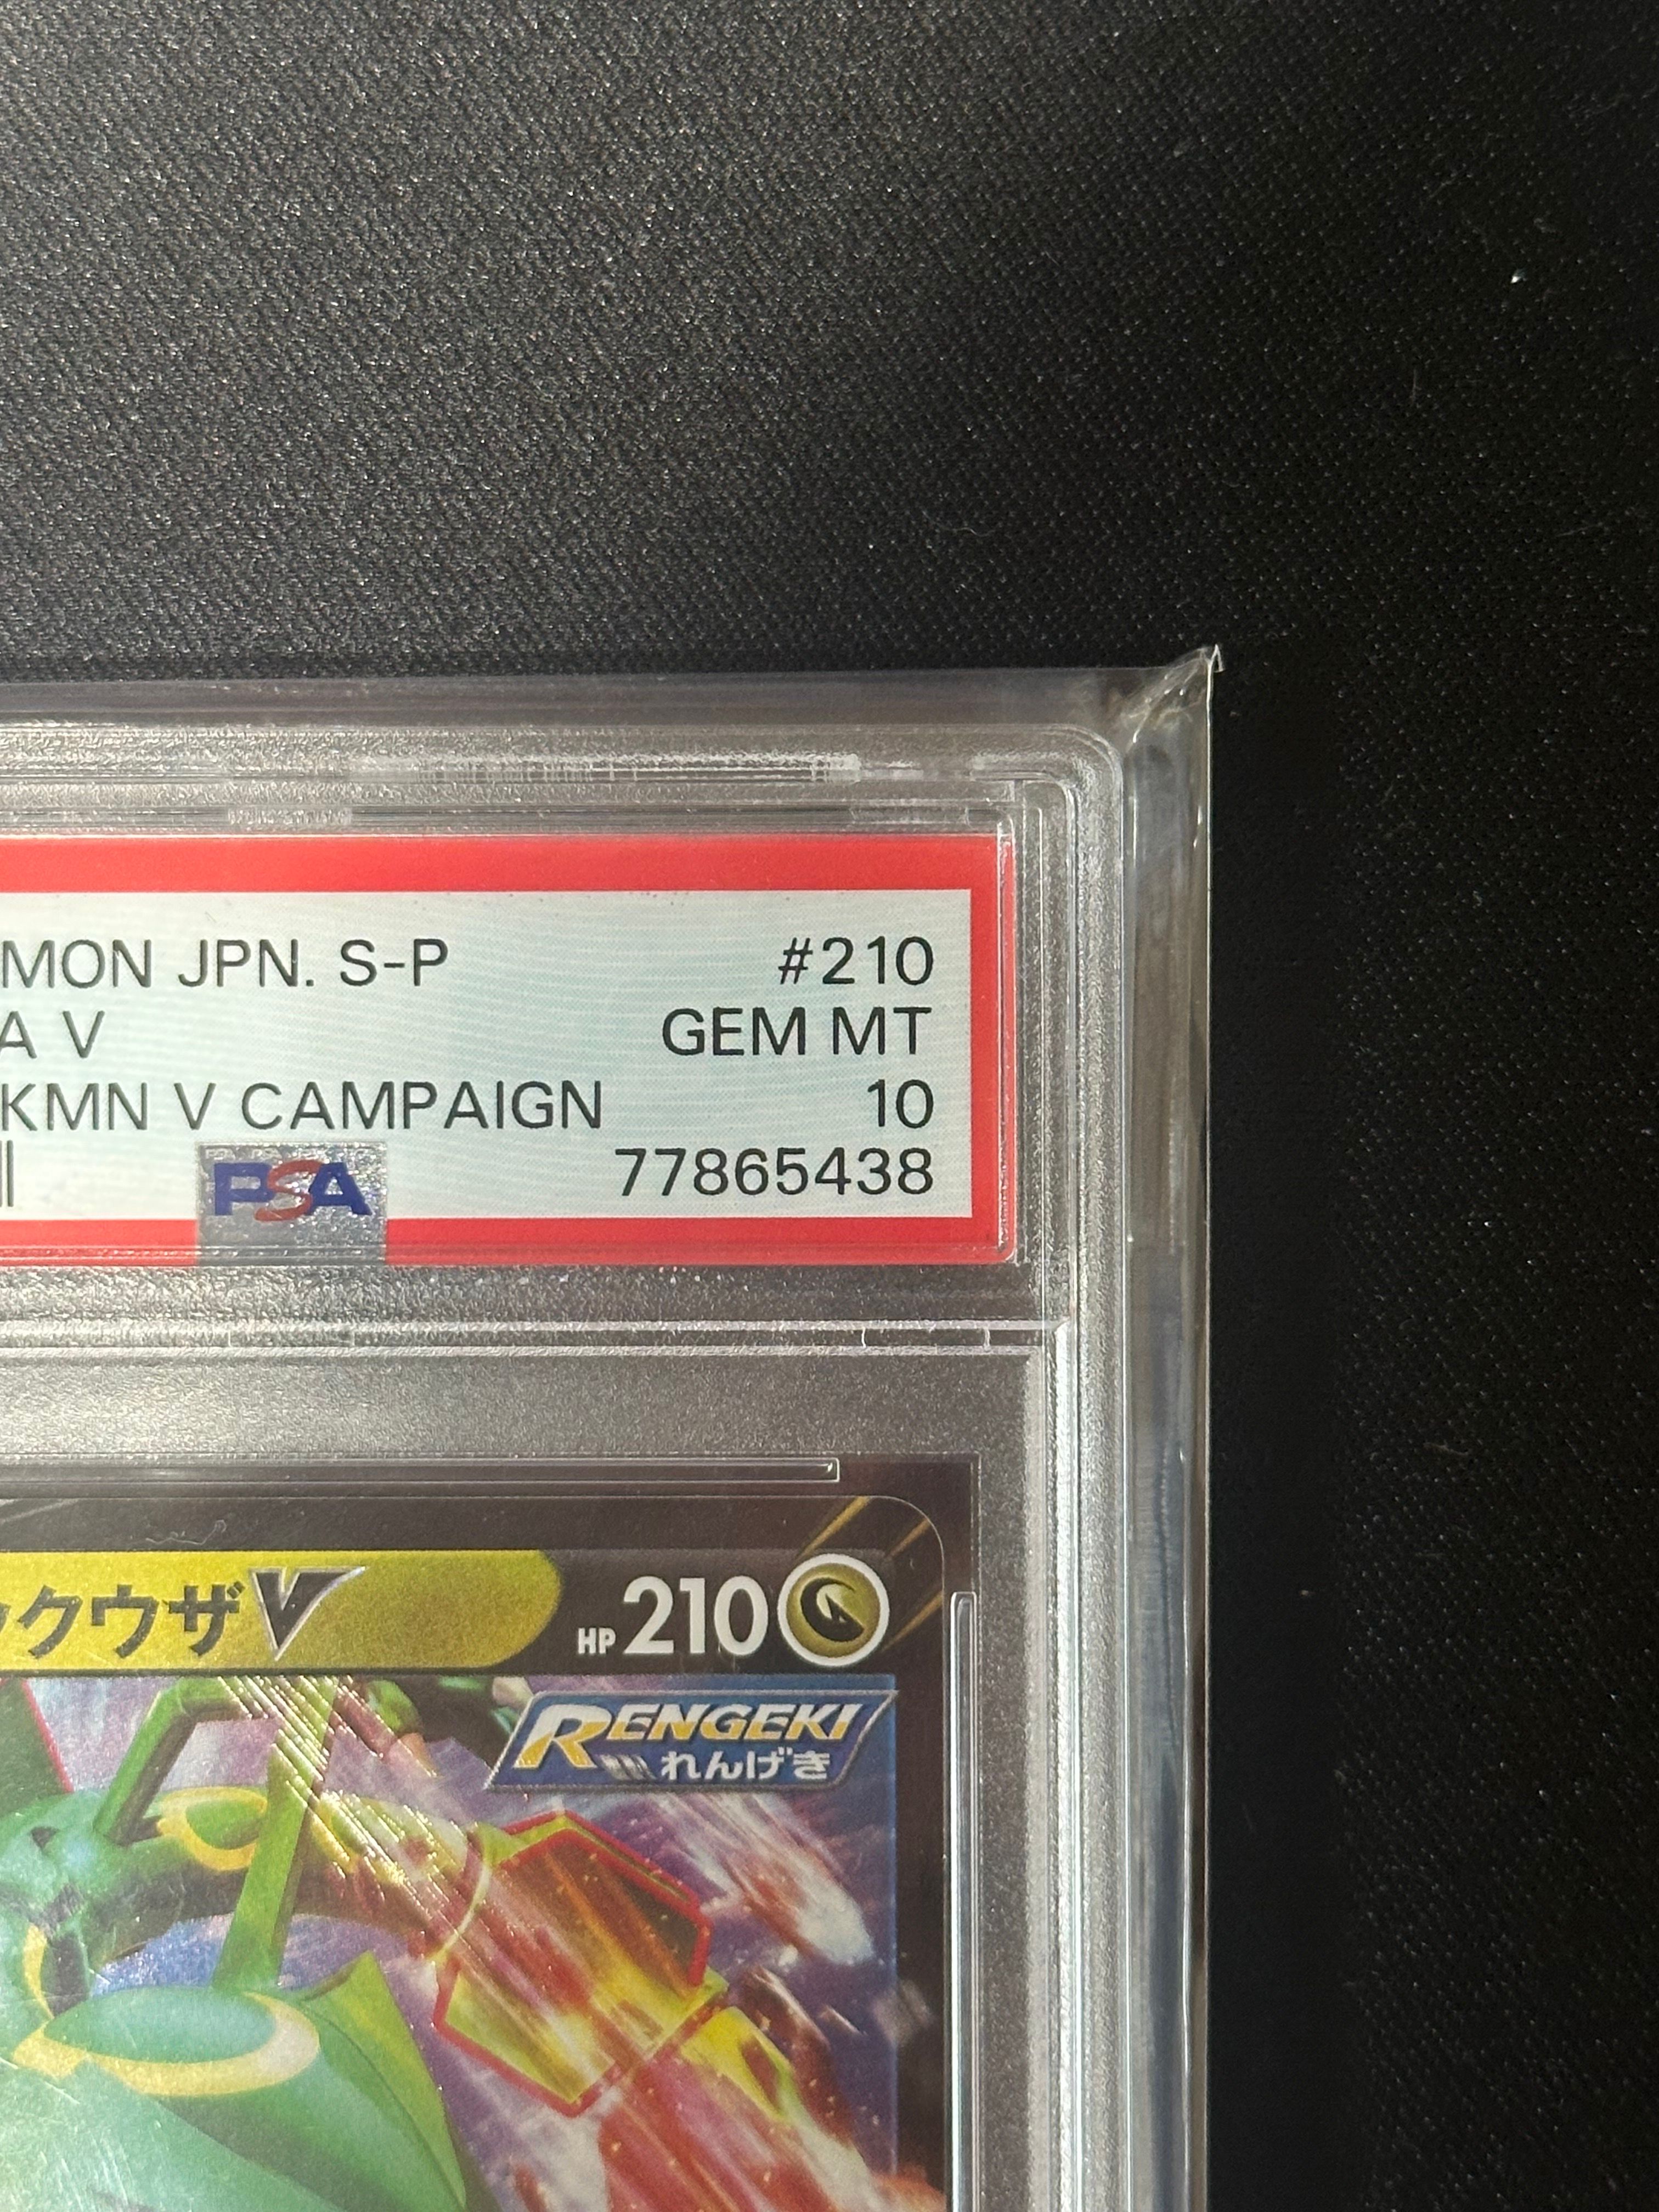 MON JPN. S-P #210
A V GEM MT
KMN V CAMPAIGN 10
PSA 77865438
クウザV HP 210
RENGEKI
れんげき